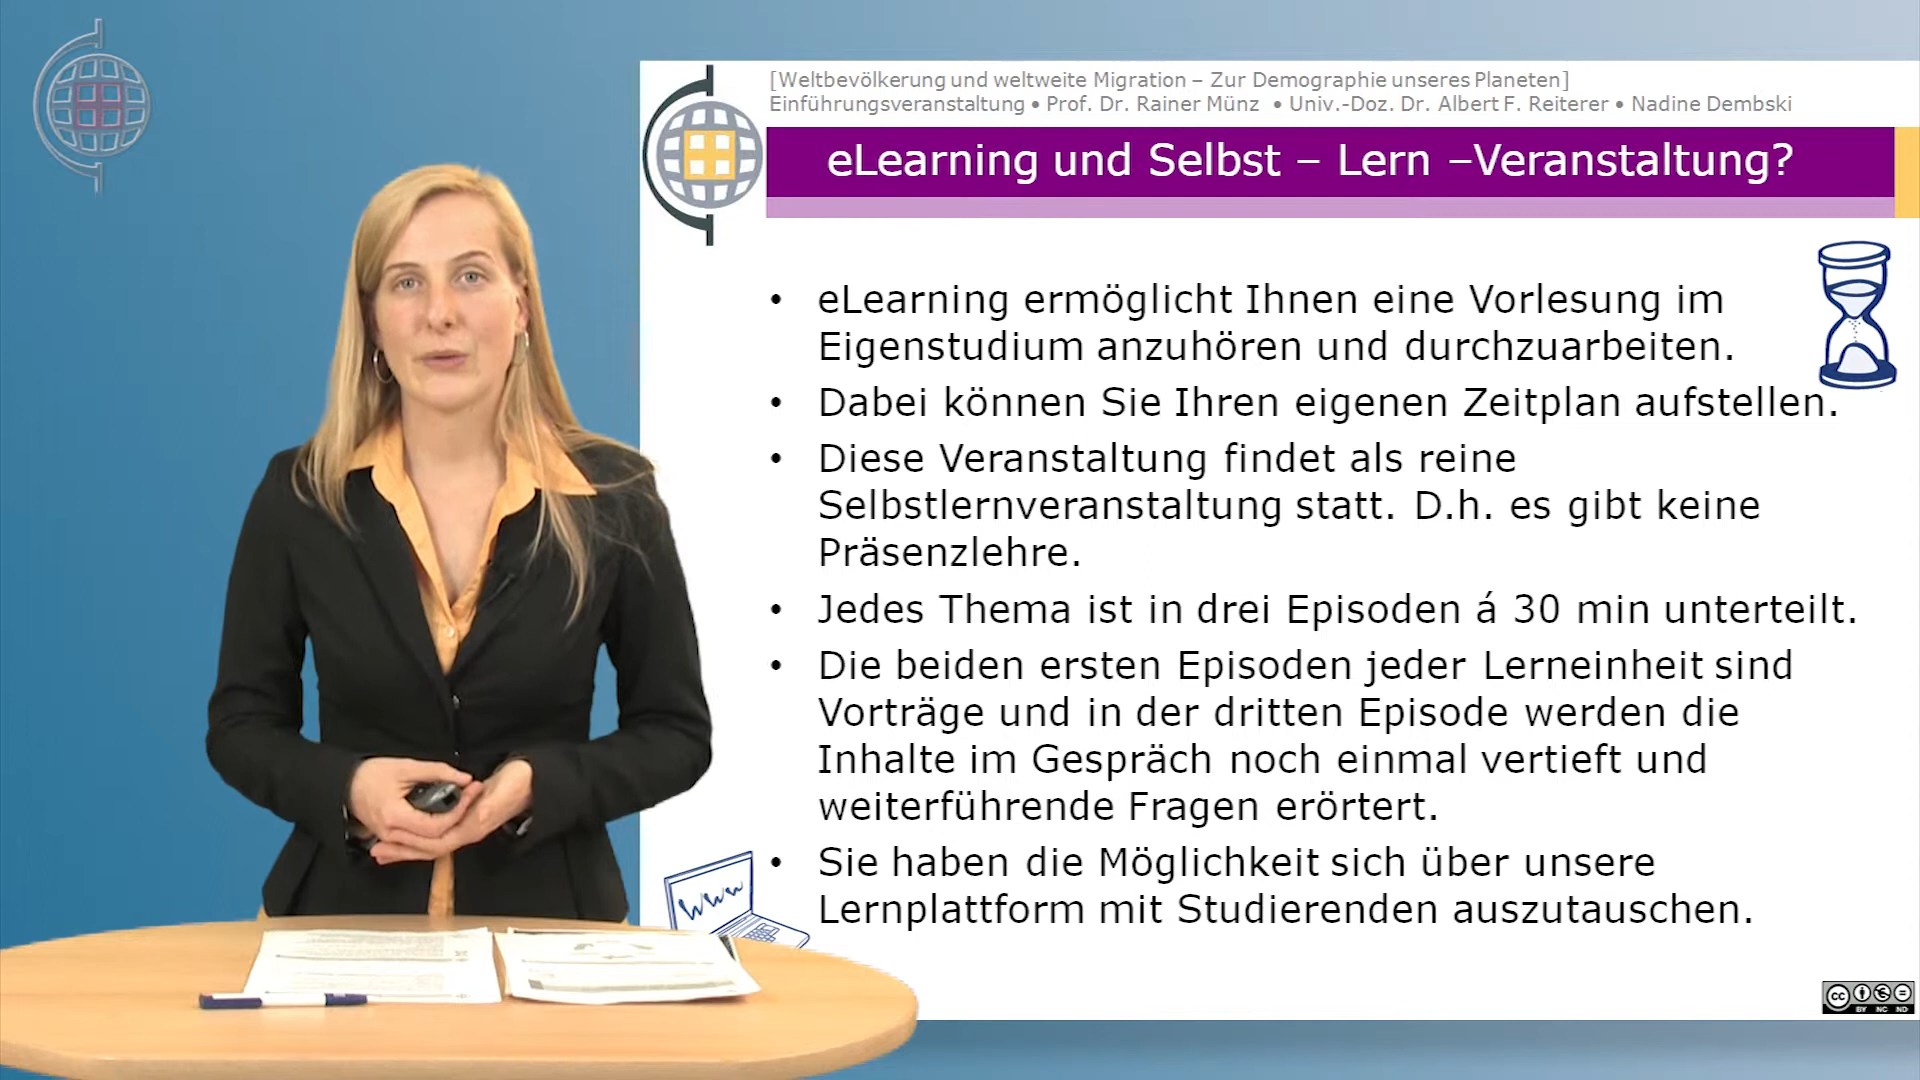 [Weltbevölkerung und weltweite Migration – Zur Demographie unseres Planeten]
Einführungsveranstaltung • Prof. Dr. Rainer Münz • Univ.-Doz. Dr. Albert F. Reiterer • Nadine Dembski
eLearning und Selbst – Lern –Veranstaltung?
• eLearning ermöglicht Ihnen eine Vorlesung im
Eigenstudium anzuhören und durchzuarbeiten.
• Dabei können Sie Ihren eigenen Zeitplan aufstellen.
• Diese Veranstaltung findet als reine
Selbstlernveranstaltung statt. D.h. es gibt keine
Präsenzlehre.
• Jedes Thema ist in drei Episoden á 30 min unterteilt.
• Die beiden ersten Episoden jeder Lerneinheit sind
Vorträge und in der dritten Episode werden die
Inhalte im Gespräch noch einmal vertieft und
weiterführende Fragen erörtert.
• Sie haben die Möglichkeit sich über unsere
Lernplattform mit Studierenden auszutauschen.
www
cc
BY NC ND